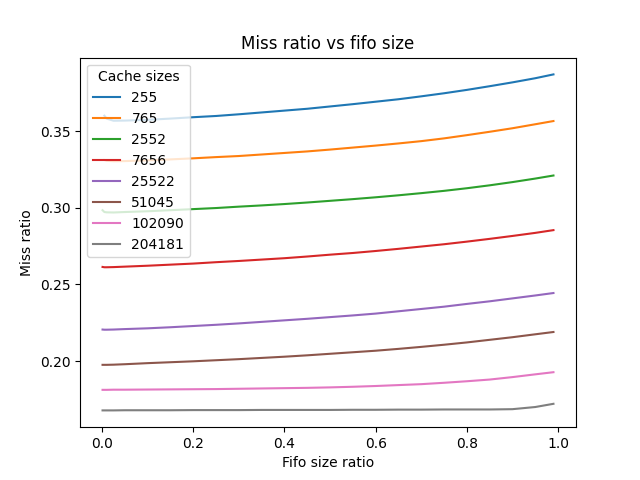 Miss ratio vs fifo size
Cache sizes
255
765
2552
7656
25522
51045
102090
204181
0.35
0.30
0.25
0.20
Miss ratio
0.0 0.2 0.4 0.6 0.8 1.0
Fifo size ratio